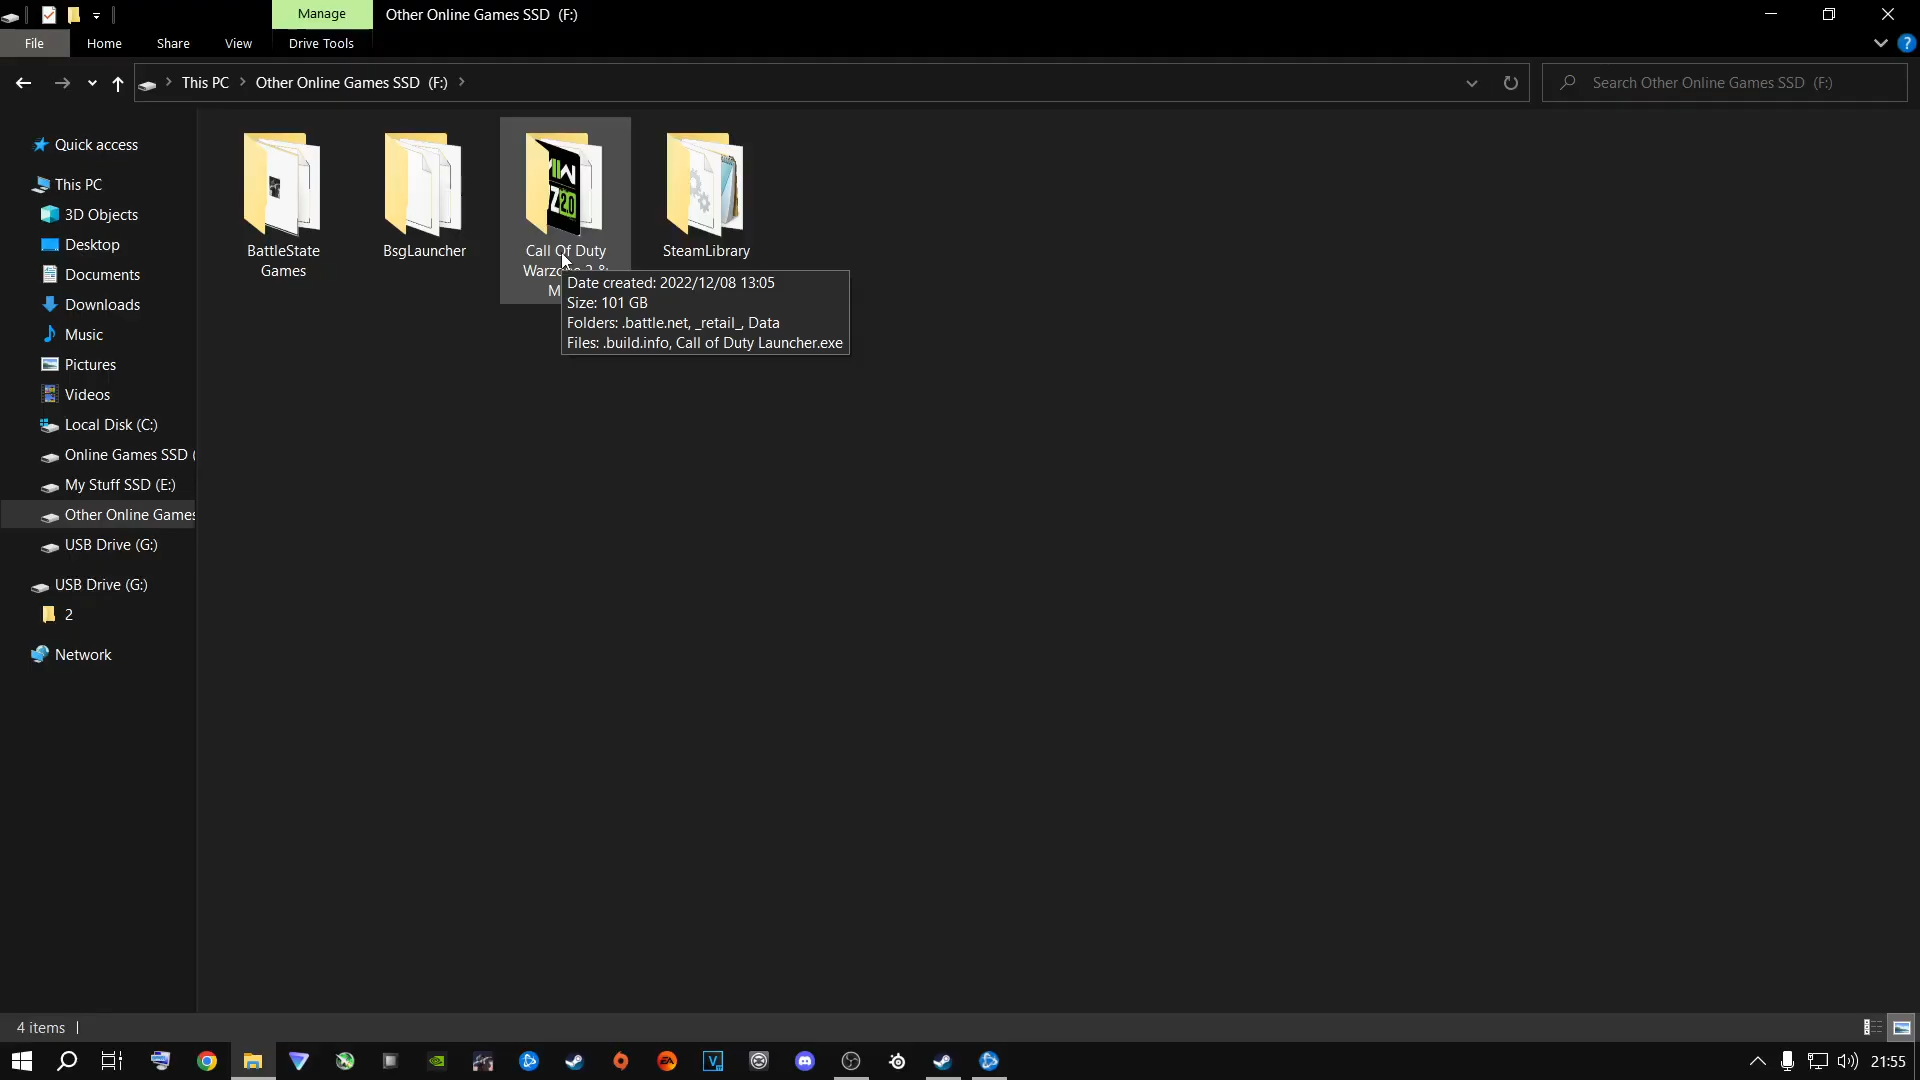 Manage
Other Online Games SSD (F:)
File
Home
Share
View
Drive Tools
This PC
Other Online Games SSD (F:)
Search Other Online Games SSD (F:)
Quick access
This PC
3D Objects
Desktop
Documents
Downloads
Music
Pictures
Videos
Local Disk (C:)
Online Games SSD (
My Stuff SSD (E:)
Other Online Games
USB Drive (G:)
USB Drive (G:)
2
Network
BattleState
Games
BsgLauncher
Call Of Duty
SteamLibrary
Date created: 2022/12/08 13:05
Size: 101 GB
Folders: .battle.net, _retail_, Data
Files: .build.info, Call of Duty Launcher.exe
4 items
21:55